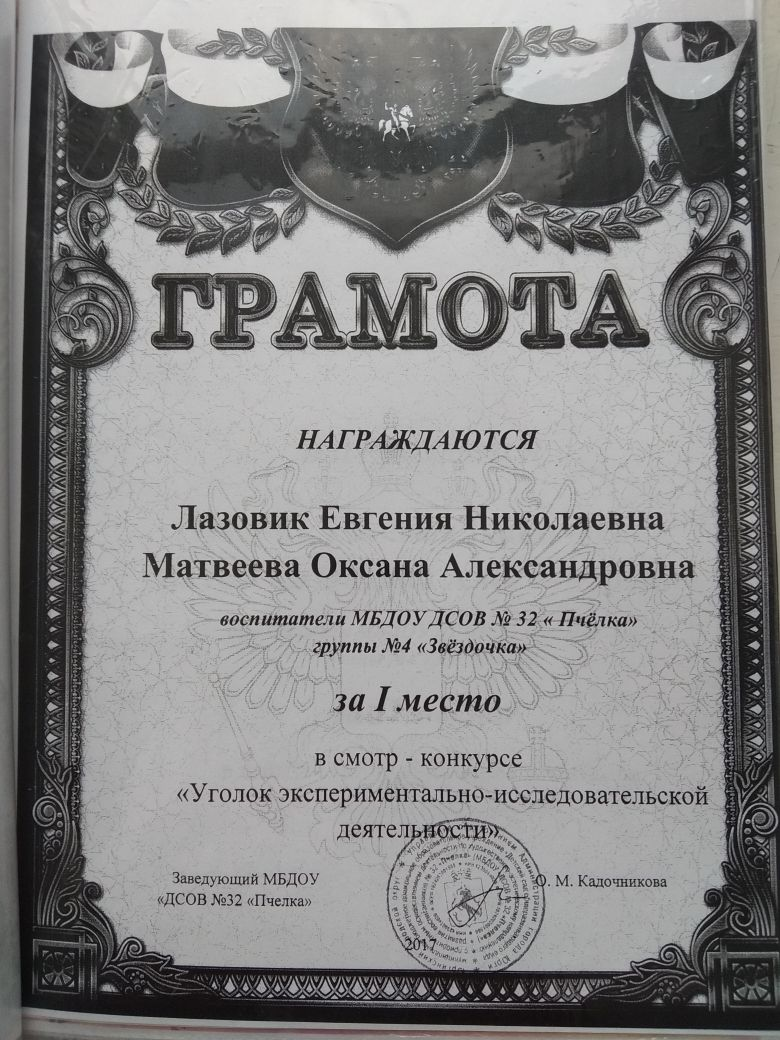 ГРАМОТА
НАГРАЖДАЮТСЯ
Лазовик Евгения Николаевна
Матвеева Оксана Александровна
воспитатели МБДОУ ДСОВ № 32 « Пчёлка»
группы №4 «Звёздочка»
за I место
в смотр - конкурсе
«Уголок экспериментально-исследовательской
деятельности»
Заведующий МБДОУ
«ДСОВ №32 «Пчелка»
О. М. Кадочникова
2017